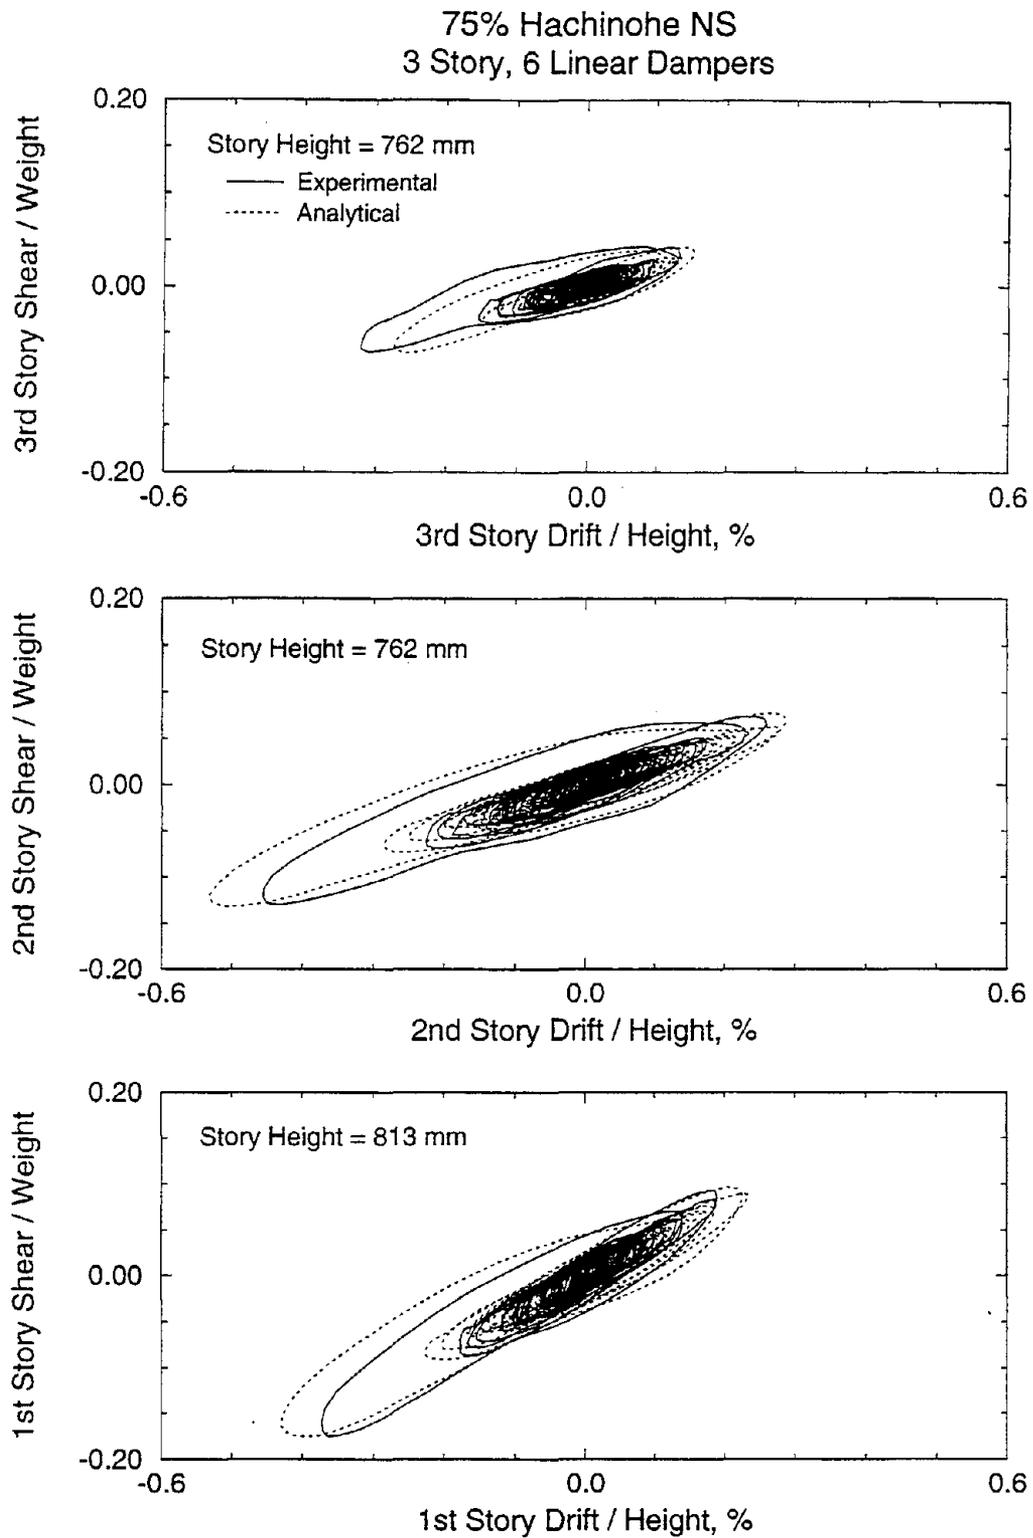 75% Hachinohe NS
3 Story, 6 Linear Dampers
0.20
Story Height = 762 mm
Experimental
Analytical
3rd Story Shear / Weight
0.00
-0.20
-0.6
0.0
0.6
3rd Story Drift / Height, %
0.20
Story Height = 762 mm
2nd Story Shear / Weight
0.00
-0.20
-0.6
0.0
0.6
2nd Story Drift / Height, %
0.20
Story Height = 813 mm
1st Story Shear / Weight
0.00
-0.20
-0.6
0.0
0.6
1st Story Drift / Height, %